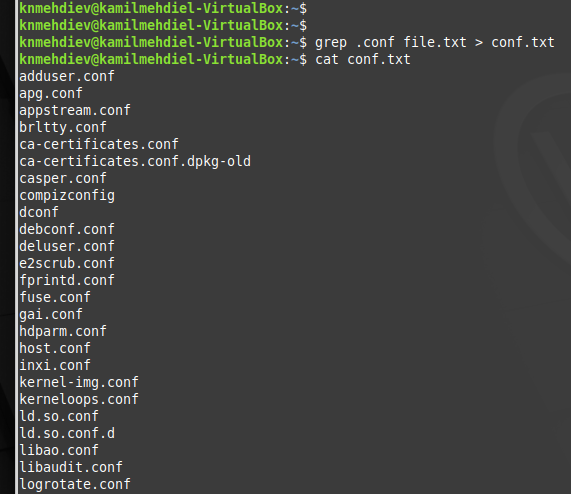 knmehdiev@kamilmehdiel-VirtualBox:~$
knmehdiev@kamilmehdiel-VirtualBox:~$
knmehdiev@kamilmehdiel-VirtualBox:~$ grep .conf file.txt > conf.txt
knmehdiev@kamilmehdiel-VirtualBox:~$ cat conf.txt
adduser.conf
apg.conf
appstream.conf
brltty.conf
ca-certificates.conf
ca-certificates.conf.dpkg-old
casper.conf
compizconfig
dconf
debconf.conf
deluser.conf
e2scrub.conf
fprintd.conf
fuse.conf
gai.conf
hdparm.conf
host.conf
inxi.conf
kernel-img.conf
kerneloops.conf
ld.so.conf
ld.so.conf.d
libao.conf
libaudit.conf
logrotate.conf